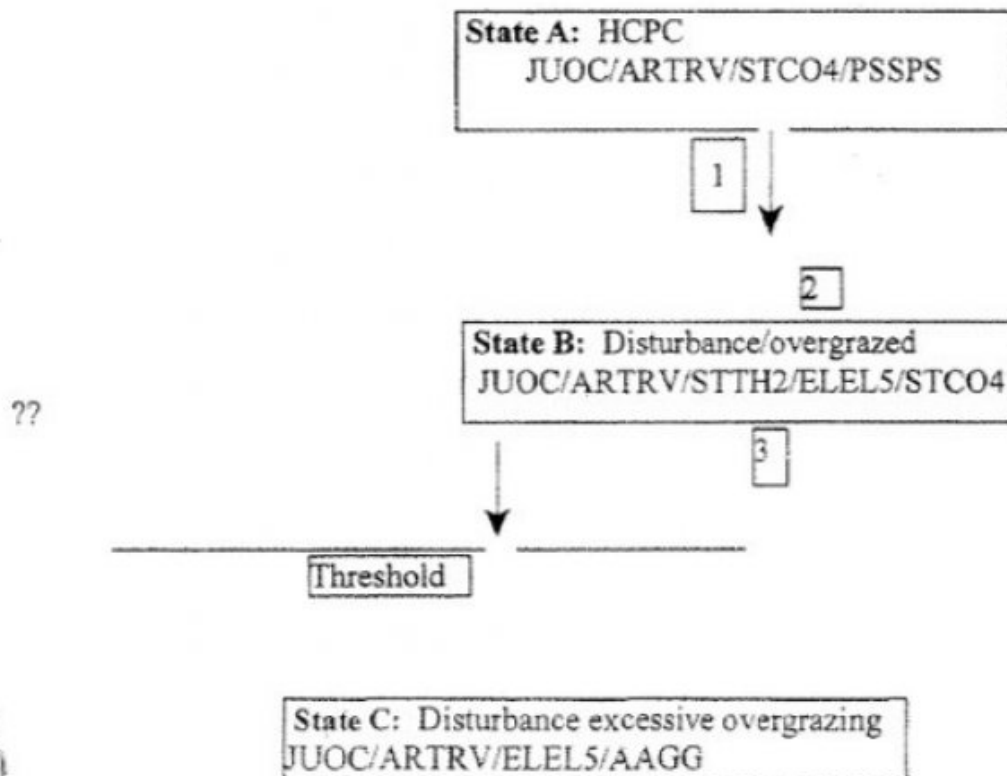 State A: HCPC
JUOC/ARTRV/STCO4/PSSPS
1
2
State B: Disturbance/overgrazed
JUOC/ARTRV/STTH2/ELEL5/STCO4
??
3
Threshold
State C: Disturbance excessive overgrazing
JUOC/ARTRV/ELEL5/AAGG